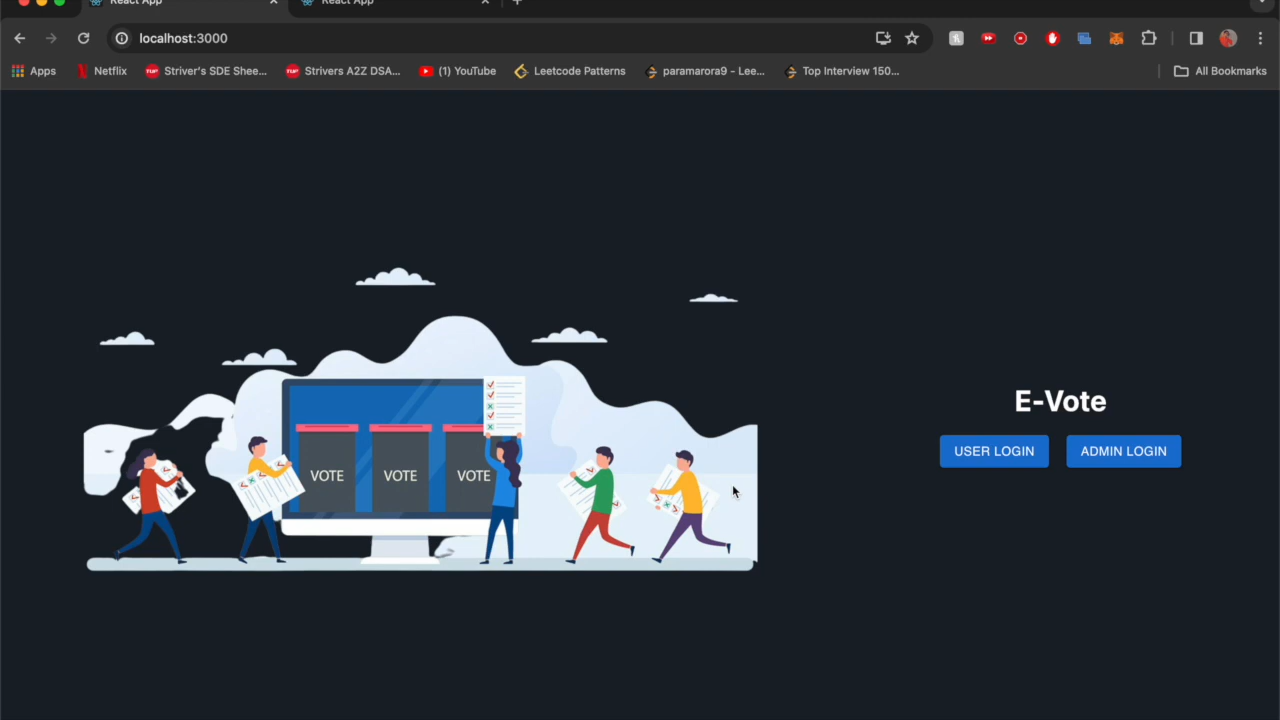 React App
React App
localhost:3000
Apps
Netflix
Striver's SDE Shee...
Strivers A2Z DSA...
(1) YouTube
Leetcode Patterns
paramarora9 - Lee...
Top Interview 150...
All Bookmarks
E-Vote
USER LOGIN
ADMIN LOGIN
VOTE
VOTE
VOTE